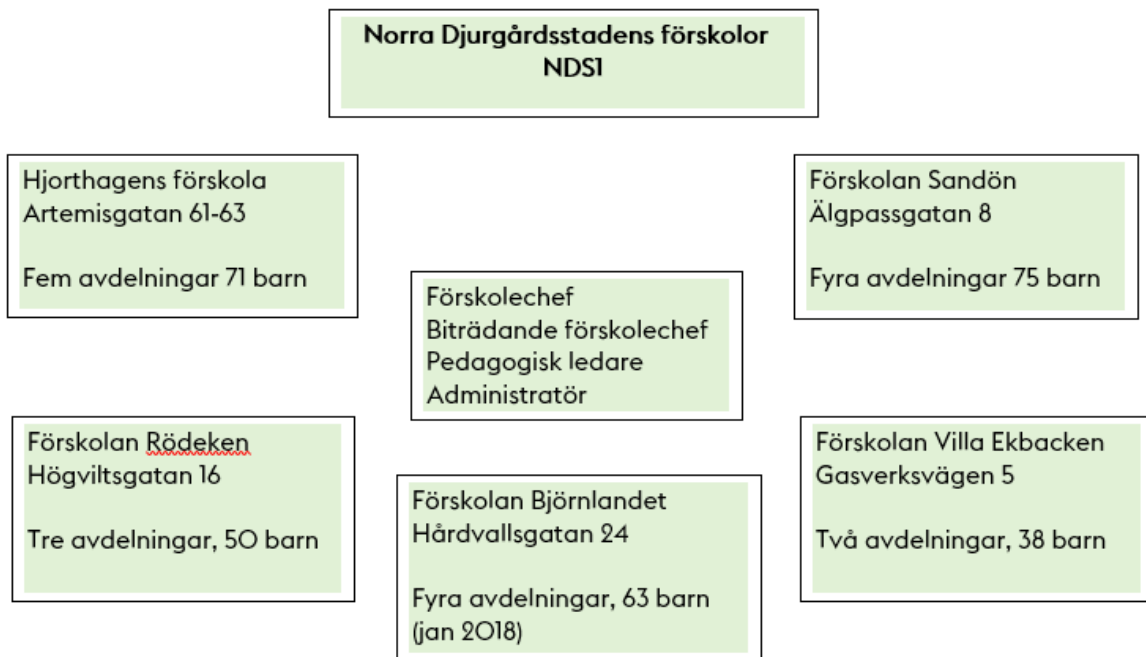 Norra Djurgårdsstadens förskolor
NDS1
Hjorthagens förskola
Artemisgatan 61-63
Fem avdelningar 71 barn
Förskolan Sandön
Älgpassgatan 8
Fyra avdelningar 75 barn
Förskolechef
Biträdande förskolechef
Pedagogisk ledare
Administratör
Förskolan Rödeken
Högviltsgatan 16
Tre avdelningar, 50 barn
Förskolan Björnlandet
Hårdvallsgatan 24
Fyra avdelningar, 63 barn
(jan 2018)
Förskolan Villa Ekbacken
Gasverksvägen 5
Två avdelningar, 38 barn